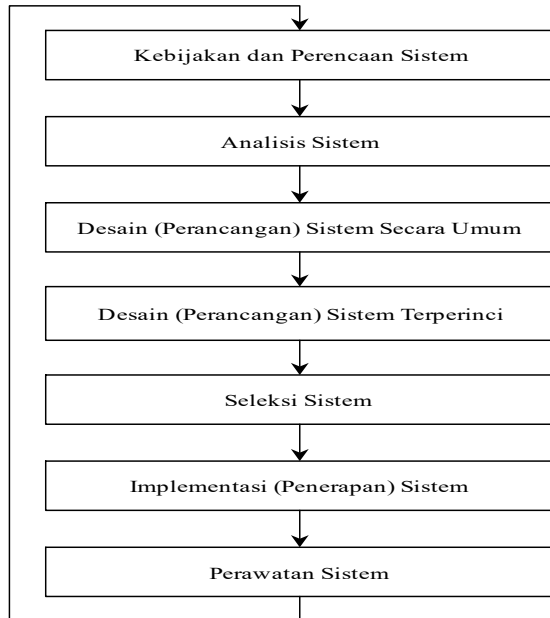 Kebijakan dan Perencaan Sistem
Analisis Sistem
Desain (Perancangan) Sistem Secara Umum
Desain (Perancangan) Sistem Terperinci
Seleksi Sistem
Implementasi (Penerapan) Sistem
Perawatan Sistem